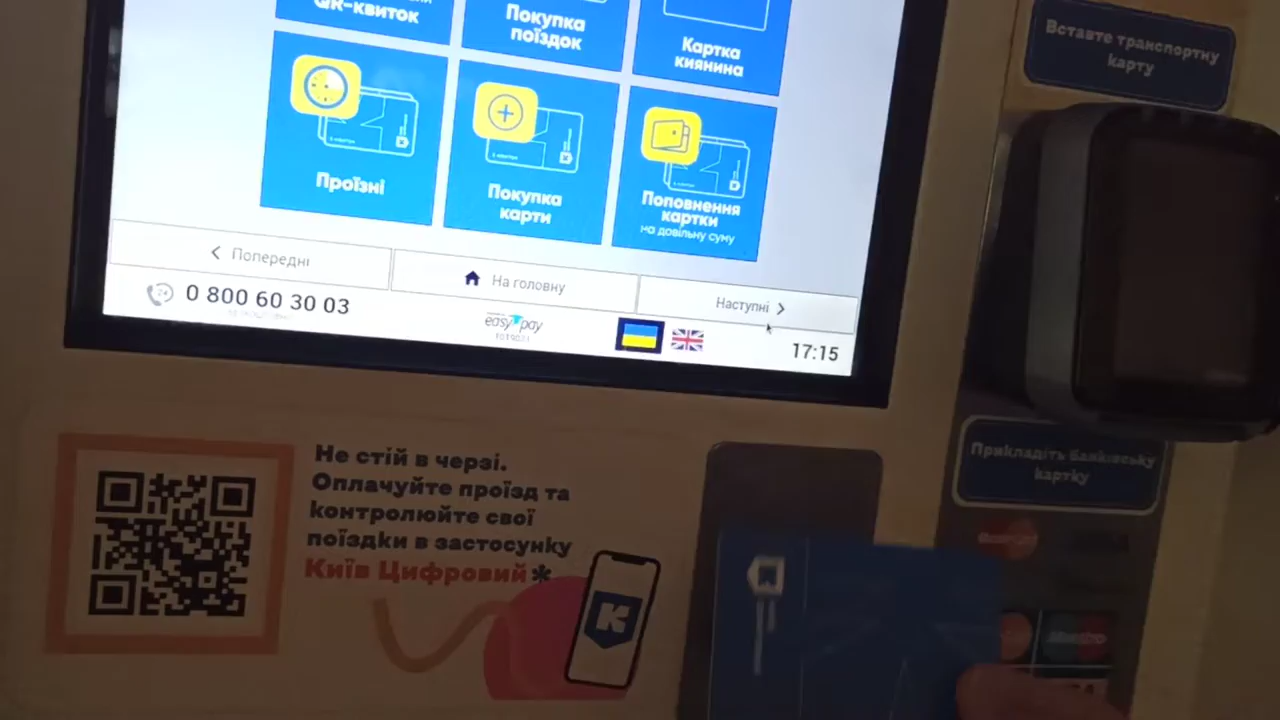 QR-квиток
Покупка
поїздок
Картка
киянина
Вставте транспортну
карту
Проїзні
Покупка
карти
Поповнення
картки
на довільну суму
Попередні
На головну
Наступні
0 800 60 30 03
easypay
17:15
Прикладіть банківську
картку
Не стій в черзі.
Оплачуйте проїзд та
контролюйте свої
поїздки в застосунку
Київ Цифровий*
K
Maestro